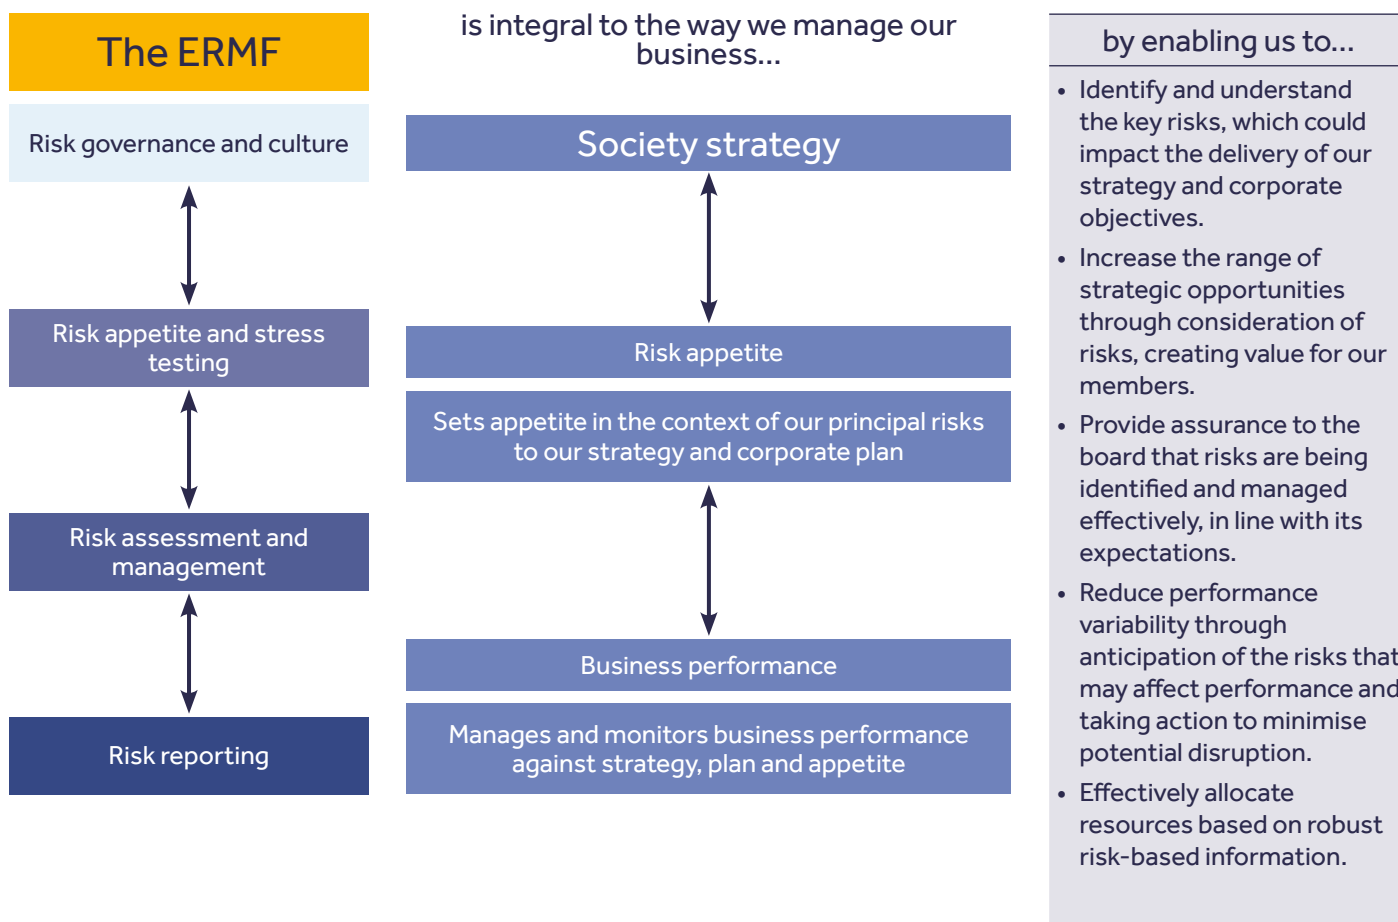 The ERMF
Risk governance and culture
Risk appetite and stress
testing
Risk assessment and
management
Risk reporting
is integral to the way we manage our
business...
Society strategy
Risk appetite
Sets appetite in the context of our principal risks
to our strategy and corporate plan
Business performance
Manages and monitors business performance
against strategy, plan and appetite
by enabling us to...
• Identify and understand
the key risks, which could
impact the delivery of our
strategy and corporate
objectives.
• Increase the range of
strategic opportunities
through consideration of
risks, creating value for our
members.
• Provide assurance to the
board that risks are being
identified and managed
effectively, in line with its
expectations.
• Reduce performance
variability through
anticipation of the risks that
may affect performance and
taking action to minimise
potential disruption.
• Effectively allocate
resources based on robust
risk-based information.